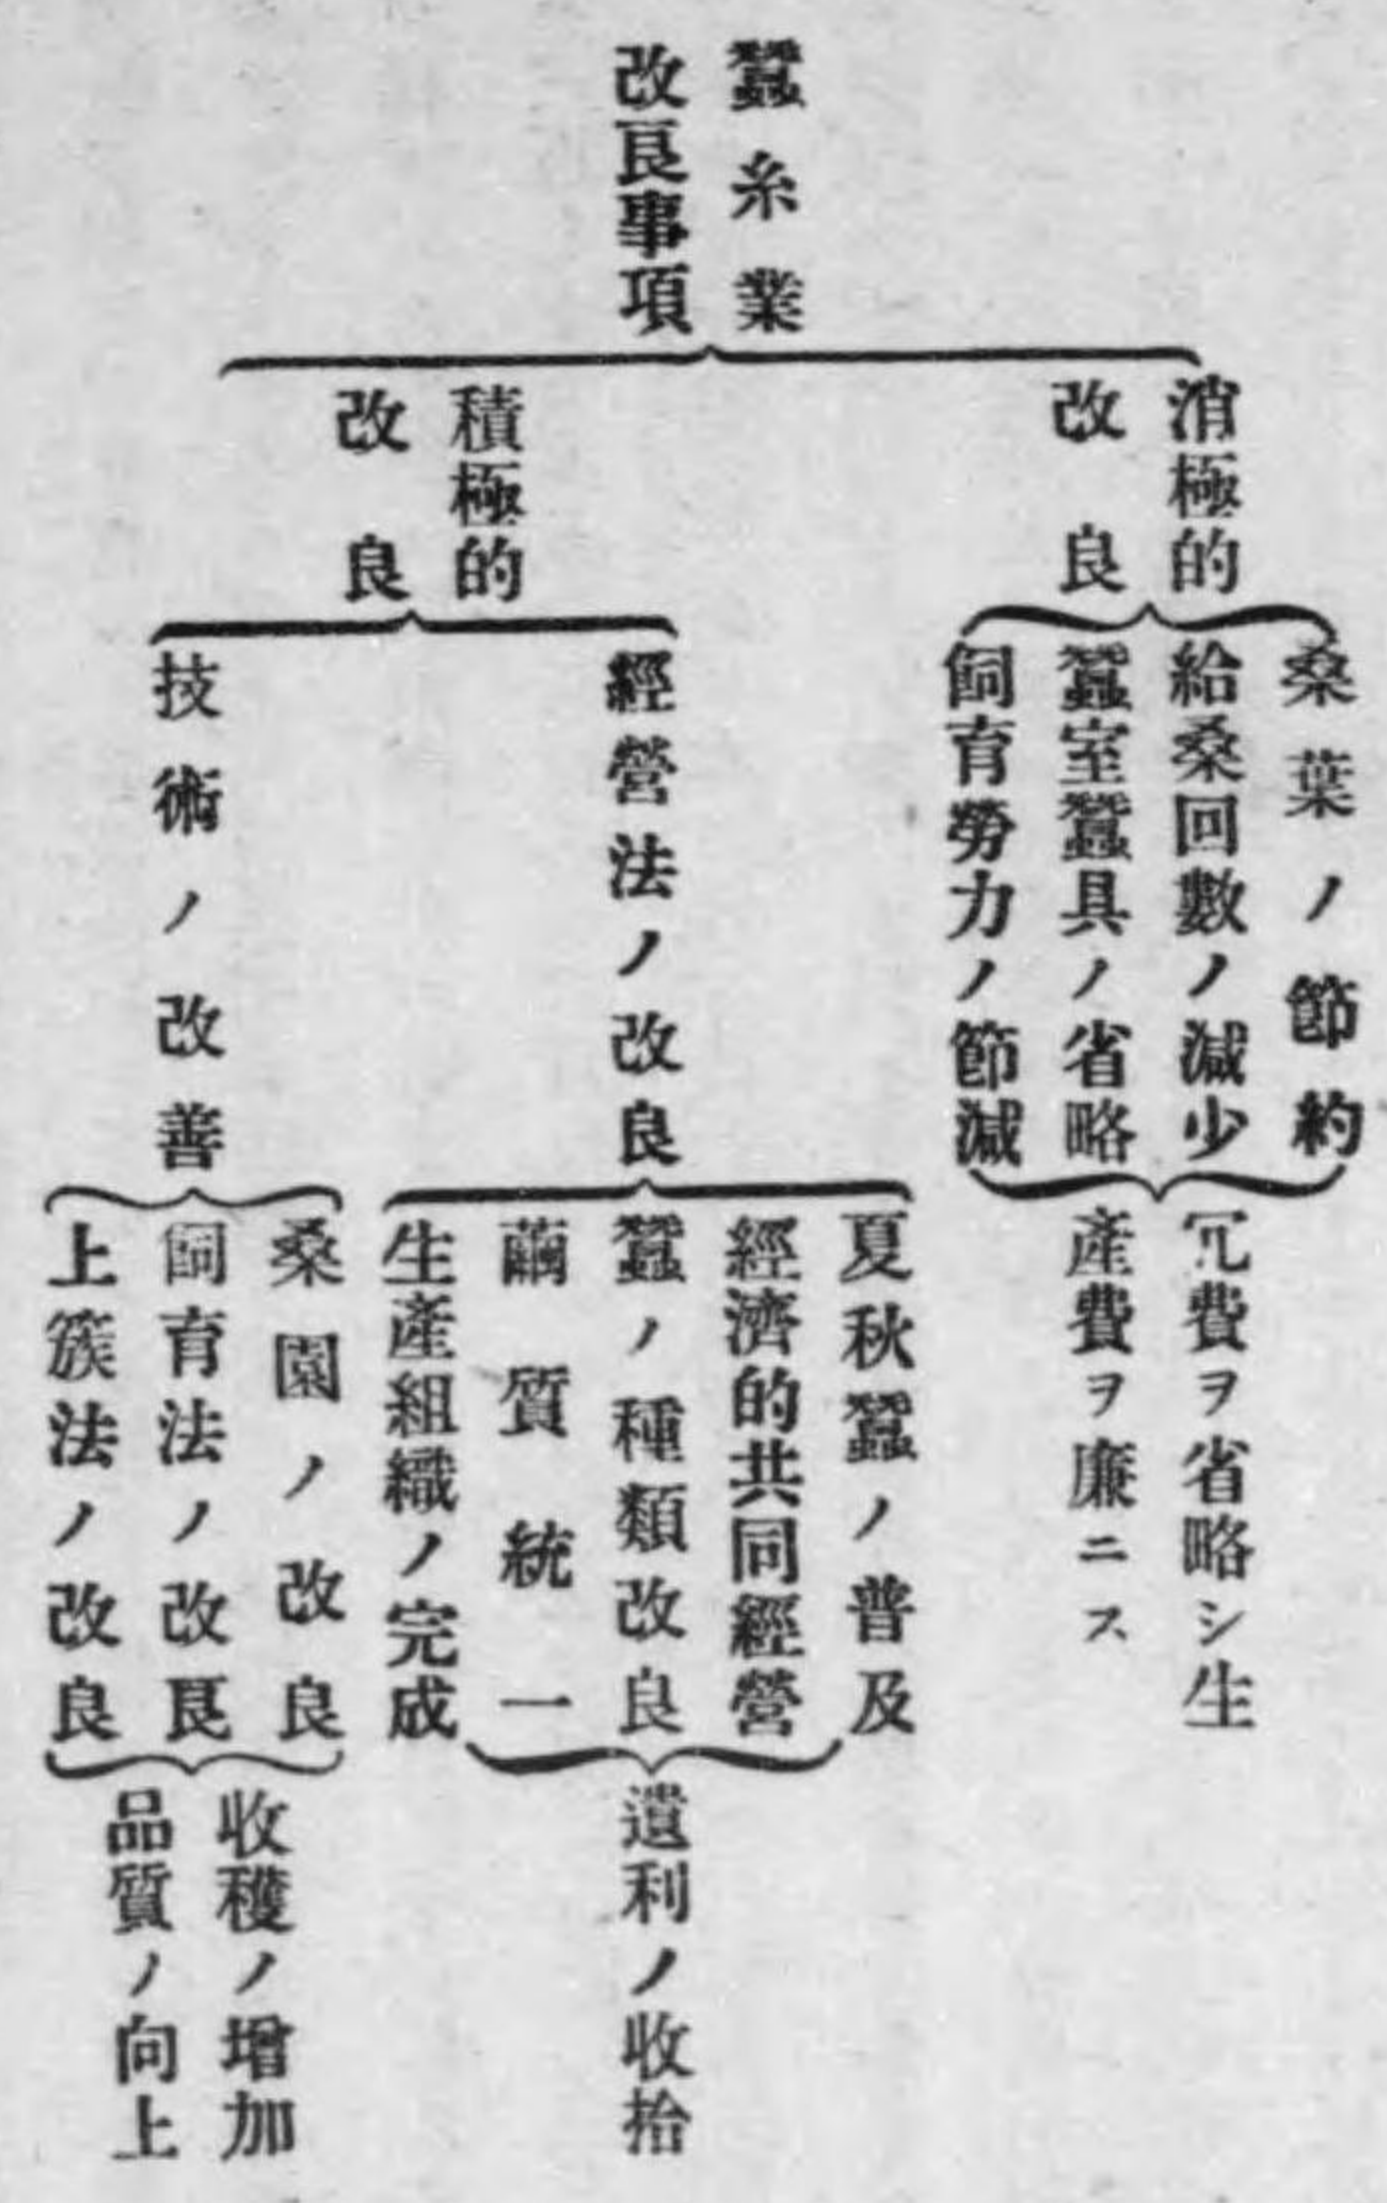 蠶糸業
改良事項
消極的
改良
桑葉ノ節約
給桑回數ノ減少
蠶室蠶具ノ省略
飼育勞力ノ節減
冗費ヲ省略シ生
產費ヲ廉ニス
積極的
改良
經營法ノ改良
夏秋蠶ノ普及
經濟的共同經營
蠶ノ種類改良
繭質統一
生產組織ノ完成
遺利ノ收拾
技術ノ改善
桑園ノ改良
飼育法ノ改良
上簇法ノ改良
收穫ノ增加
品質ノ向上